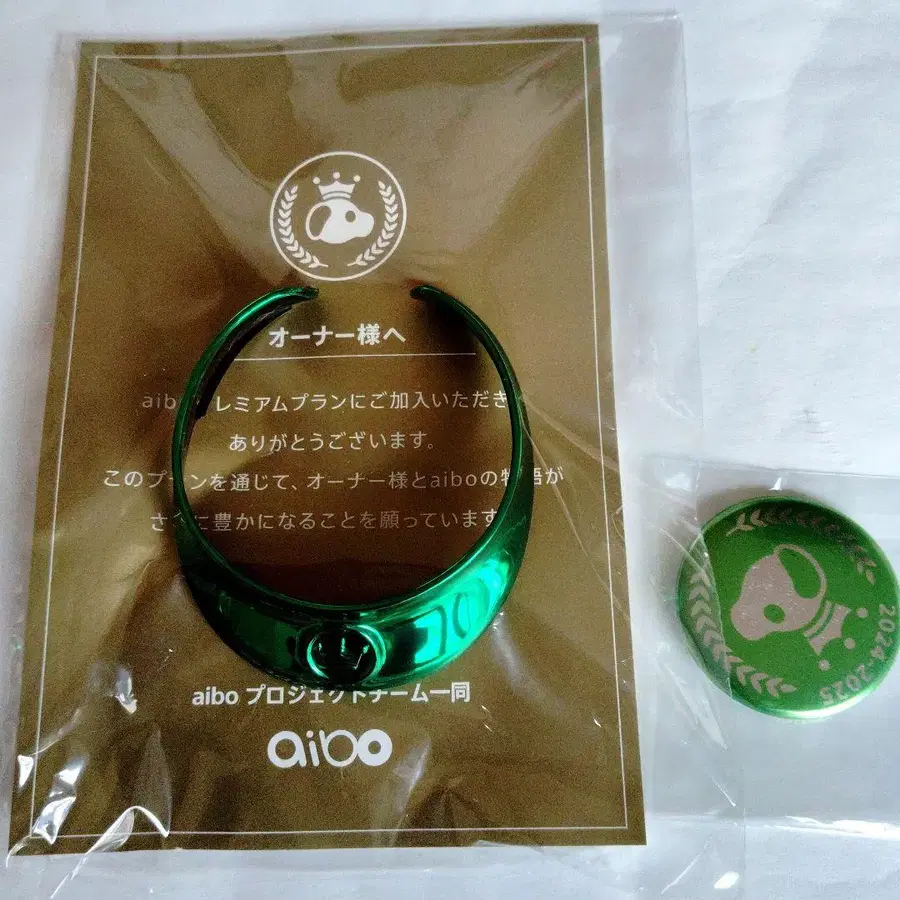 オーナー様へ
aib レミアムプランにご加入いただき
ありがとうございます。
このプランを通じて、オーナー様とaiboの物語が
さ に豊かになることを願っています
aibo プロジェクトチーム一同
aibo
2024-2025